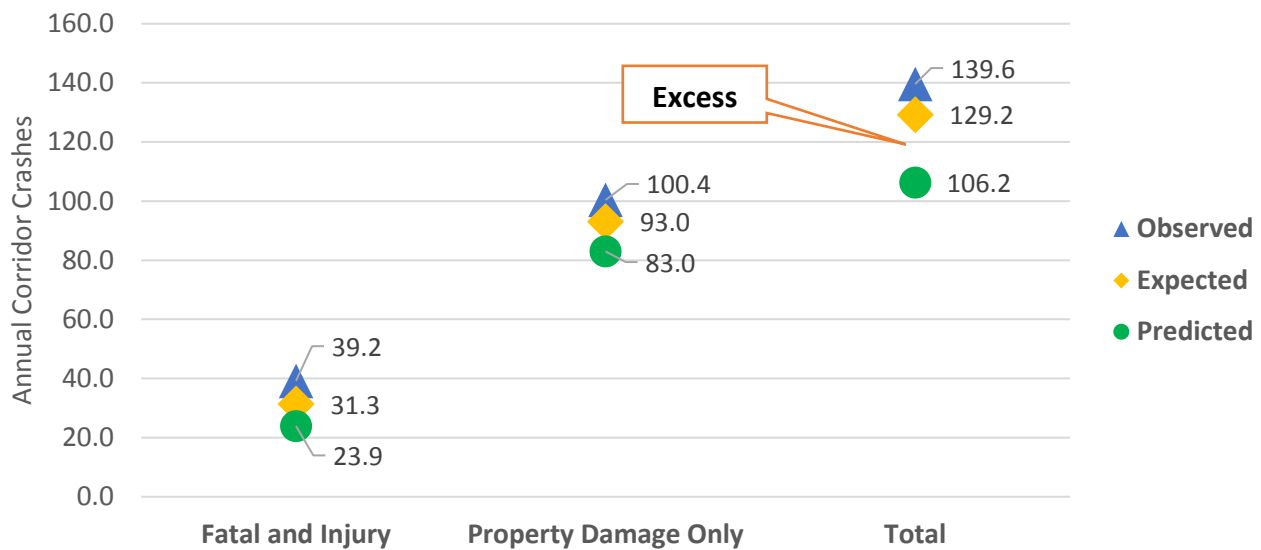 160.0
140.0
120.0
100.0
80.0
60.0
40.0
20.0
0.0
Annual Corridor Crashes
Excess
139.6
129.2
106.2
100.4
93.0
83.0
39.2
31.3
23.9
Fatal and Injury
Property Damage Only
Total
Observed
Expected
Predicted